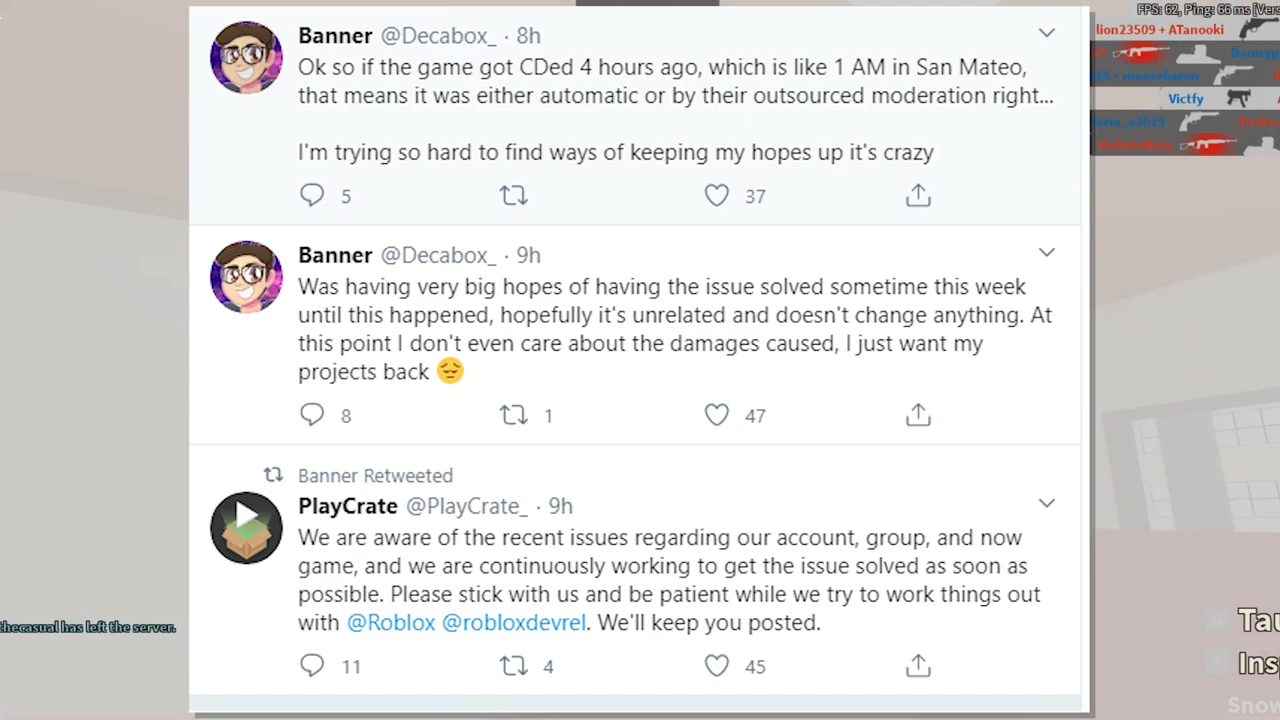 FPS: 62, Ping: 66 ms
lion23509 + ATanooki
Victfy
Banner @Decabox_ · 8h
Ok so if the game got CDed 4 hours ago, which is like 1 AM in San Mateo,
that means it was either automatic or by their outsourced moderation right...
I'm trying so hard to find ways of keeping my hopes up it's crazy
5 37
Banner @Decabox_ · 9h
Was having very big hopes of having the issue solved sometime this week
until this happened, hopefully it's unrelated and doesn't change anything. At
this point I don't even care about the damages caused, I just want my
projects back 😔
8 1 47
Banner Retweeted
PlayCrate @PlayCrate_ · 9h
We are aware of the recent issues regarding our account, group, and now
game, and we are continuously working to get the issue solved as soon as
possible. Please stick with us and be patient while we try to work things out
with @Roblox @robloxdevrel. We'll keep you posted.
11 4 45
thecasual has left the server.